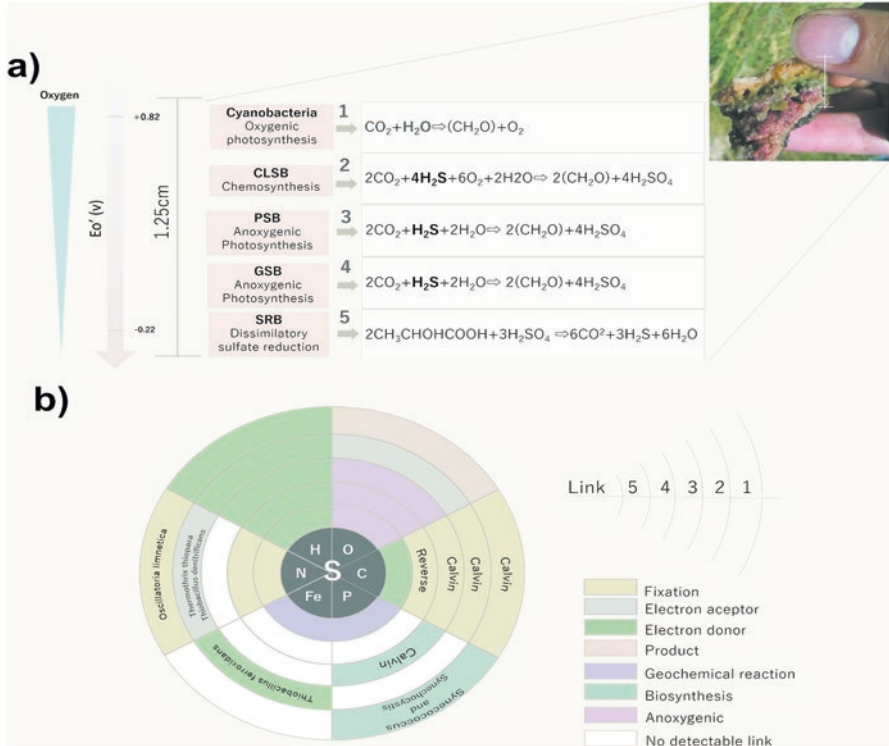 a)
Oxygen
+0.82
Eo' (v)
-0.22
1.25cm
Cyanobacteria
Oxygenic
photosynthesis
1
CO₂+H₂O⇨(CH₂O)+O₂
CLSB
Chemosynthesis
2
2CO₂+4H₂S+6O₂+2H2O⇨ 2(CH₂O)+4H₂SO₄
PSB
Anoxygenic
Photosynthesis
3
2CO₂+H₂S+2H₂O⇨ 2(CH₂O)+4H₂SO₄
GSB
Anoxygenic
Photosynthesis
4
2CO₂+H₂S+2H₂O⇨ 2(CH₂O)+4H₂SO₄
SRB
Dissimilatory
sulfate reduction
5
2CH₃CHOHCOOH+3H₂SO₄ ⇨6CO²+3H₂S+6H₂O
b)
H O
N S C
Fe P
Oscillatoria limnetica
Thermothrix thiopara
Thiobacillus denitrificans
Reverse
Calvin
Calvin
Calvin
Calvin
Thiobacillus ferroxidans
Synechocystis
and
Synecococcus
Link 5 4 3 2 1
Fixation
Electron aceptor
Electron donor
Product
Geochemical reaction
Biosynthesis
Anoxygenic
No detectable link